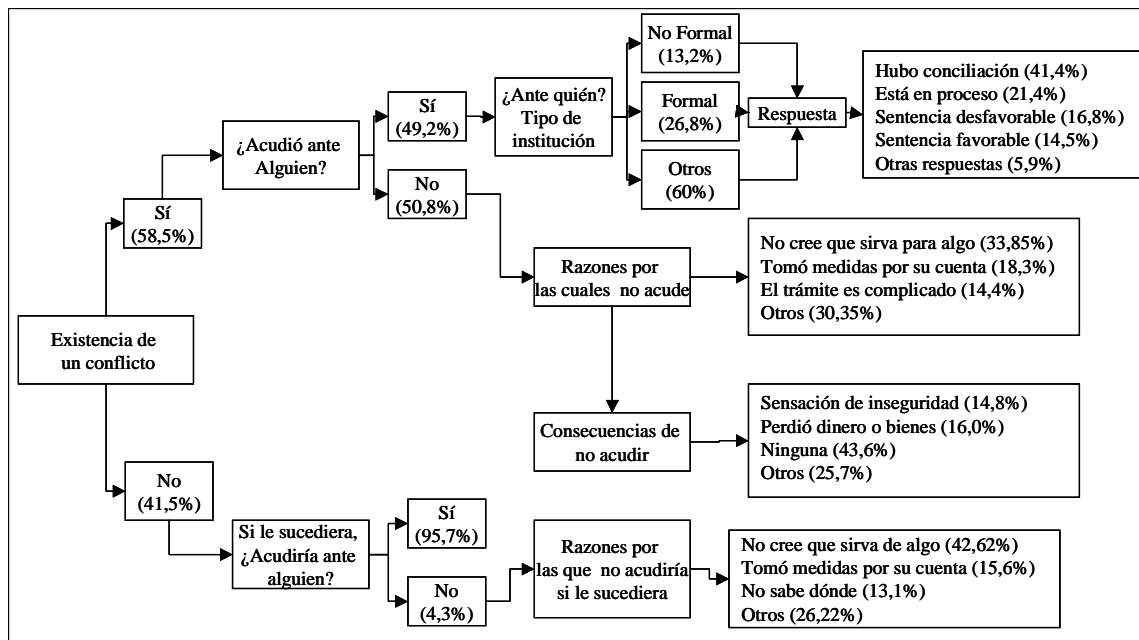 No Formal
(13,2%)
Hubo conciliación (41,4%)
Está en proceso (21,4%)
Sentencia desfavorable (16,8%)
Sentencia favorable (14,5%)
Otras respuestas (5,9%)
Sí
(49,2%)
¿Ante quién?
Tipo de
institución
Formal
(26,8%)
Respuesta
¿Acudió ante
Alguien?
Otros
(60%)
No
(50,8%)
Sí
(58,5%)
Razones por
las cuales no acude
No cree que sirva para algo (33,85%)
Tomó medidas por su cuenta (18,3%)
El trámite es complicado (14,4%)
Otros (30,35%)
Existencia de
un conflicto
Consecuencias de
no acudir
Sensación de inseguridad (14,8%)
Perdió dinero o bienes (16,0%)
Ninguna (43,6%)
Otros (25,7%)
No
(41,5%)
Si le sucediera,
¿Acudiría ante
alguien?
Sí
(95,7%)
No
(4,3%)
Razones por
las que no acudiría
si le sucediera
No cree que sirva de algo (42,62%)
Tomó medidas por su cuenta (15,6%)
No sabe dónde (13,1%)
Otros (26,22%)